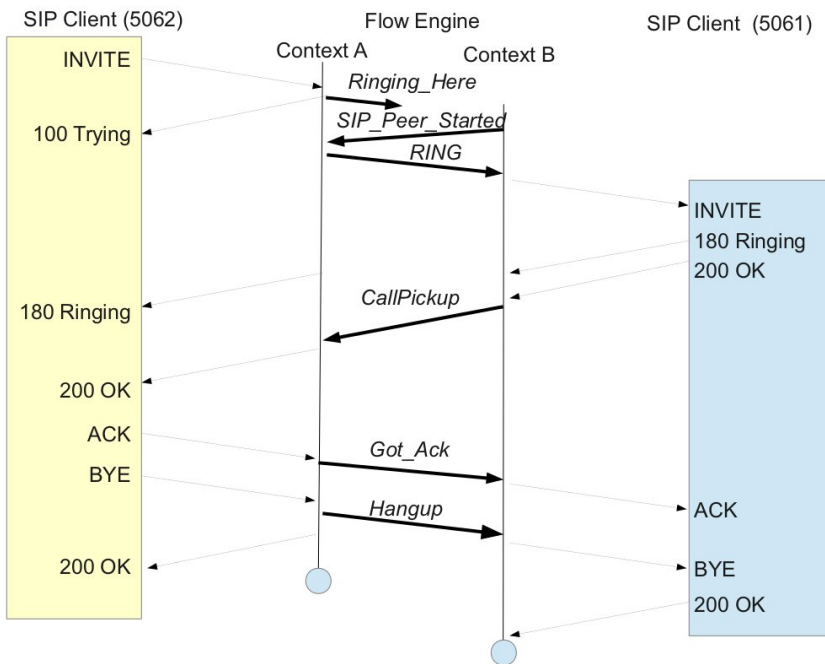 SIP Client (5062)
Flow Engine
SIP Client (5061)
Context A
Context B
INVITE
Ringing_Here
100 Trying
SIP_Peer_Started
RING
INVITE
180 Ringing
200 OK
CallPickup
180 Ringing
200 OK
ACK
Got_Ack
BYE
Hangup
ACK
200 OK
BYE
200 OK